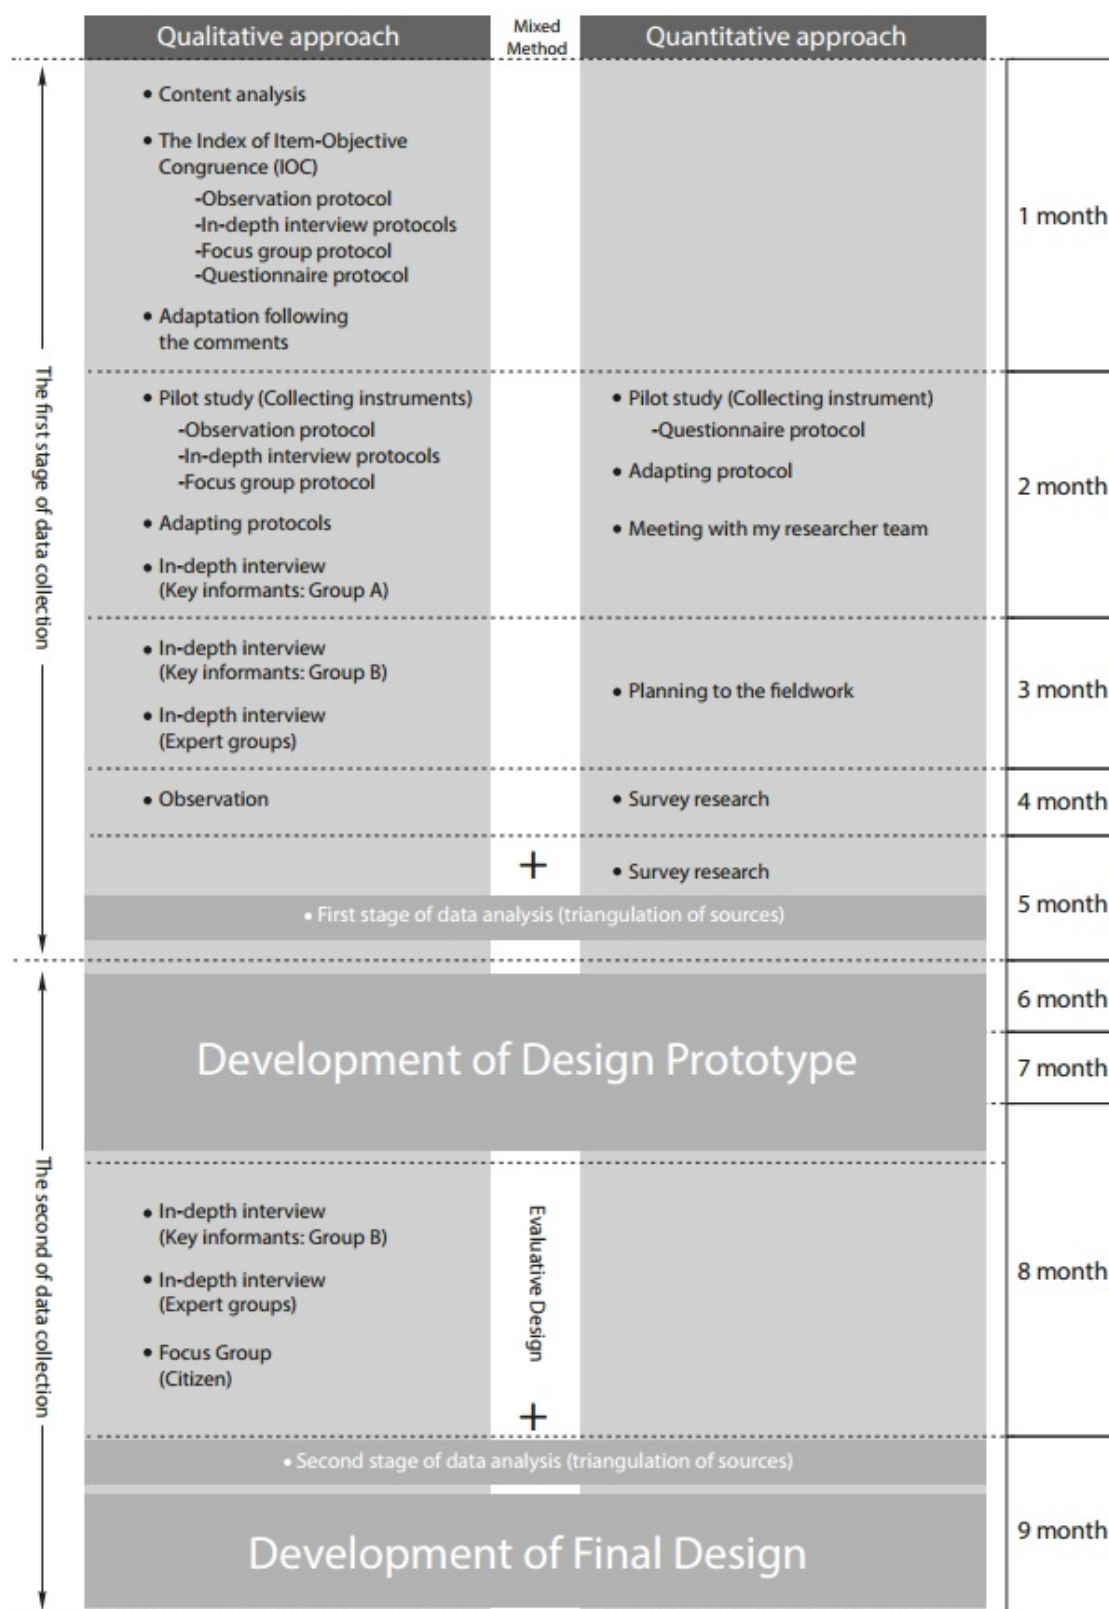 Qualitative approach
Mixed
Method
Quantitative approach
• Content analysis
• The Index of Item-Objective
Congruence (IOC)
-Observation protocol
-In-depth interview protocols
-Focus group protocol
-Questionnaire protocol
• Adaptation following
the comments
1 month
The first stage of data collection
• Pilot study (Collecting instruments)
-Observation protocol
-In-depth interview protocols
-Focus group protocol
• Adapting protocols
• In-depth interview
(Key informants: Group A)
• Pilot study (Collecting instrument)
-Questionnaire protocol
• Adapting protocol
• Meeting with my researcher team
2 month
• In-depth interview
(Key informants: Group B)
• In-depth interview
(Expert groups)
• Planning to the fieldwork
3 month
• Observation
• Survey research
4 month
+
• Survey research
• First stage of data analysis (triangulation of sources)
5 month
Development of Design Prototype
6 month
7 month
The second of data collection
• In-depth interview
(Key informants: Group B)
• In-depth interview
(Expert groups)
• Focus Group
(Citizen)
Evaluative Design
+
8 month
• Second stage of data analysis (triangulation of sources)
Development of Final Design
9 month